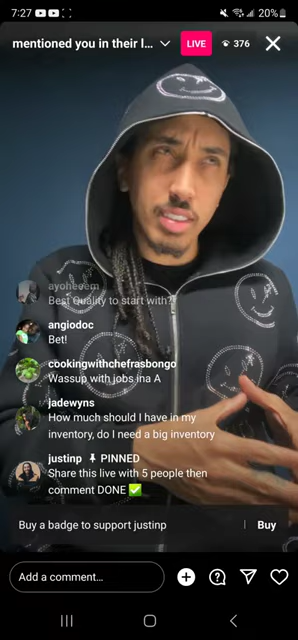 7:27
20%
mentioned you in their l...
LIVE
376
ayoheeem
Best Quality to start with?
angiodoc
Bet!
cookingwithchefrasbongo
Wassup with jobs ina A
jadewyns
How much should I have in my
inventory, do I need a big inventory
justinp 📌 PINNED
Share this live with 5 people then
comment DONE ✅
Buy a badge to support justinp
Buy
Add a comment...